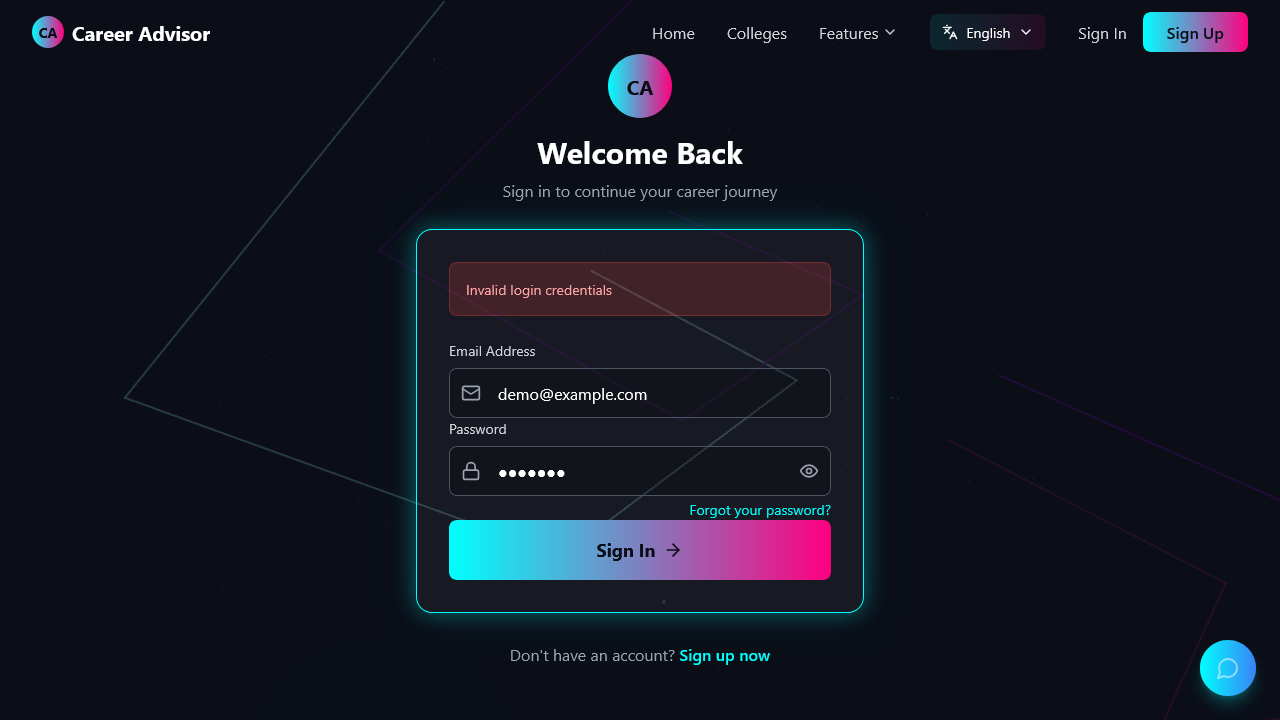 CA Career Advisor Home Colleges Features English Sign In Sign Up
CA
Welcome Back
Sign in to continue your career journey
Invalid login credentials
Email Address
demo@example.com
Password
●●●●●●●
Forgot your password?
Sign In →
Don't have an account? Sign up now